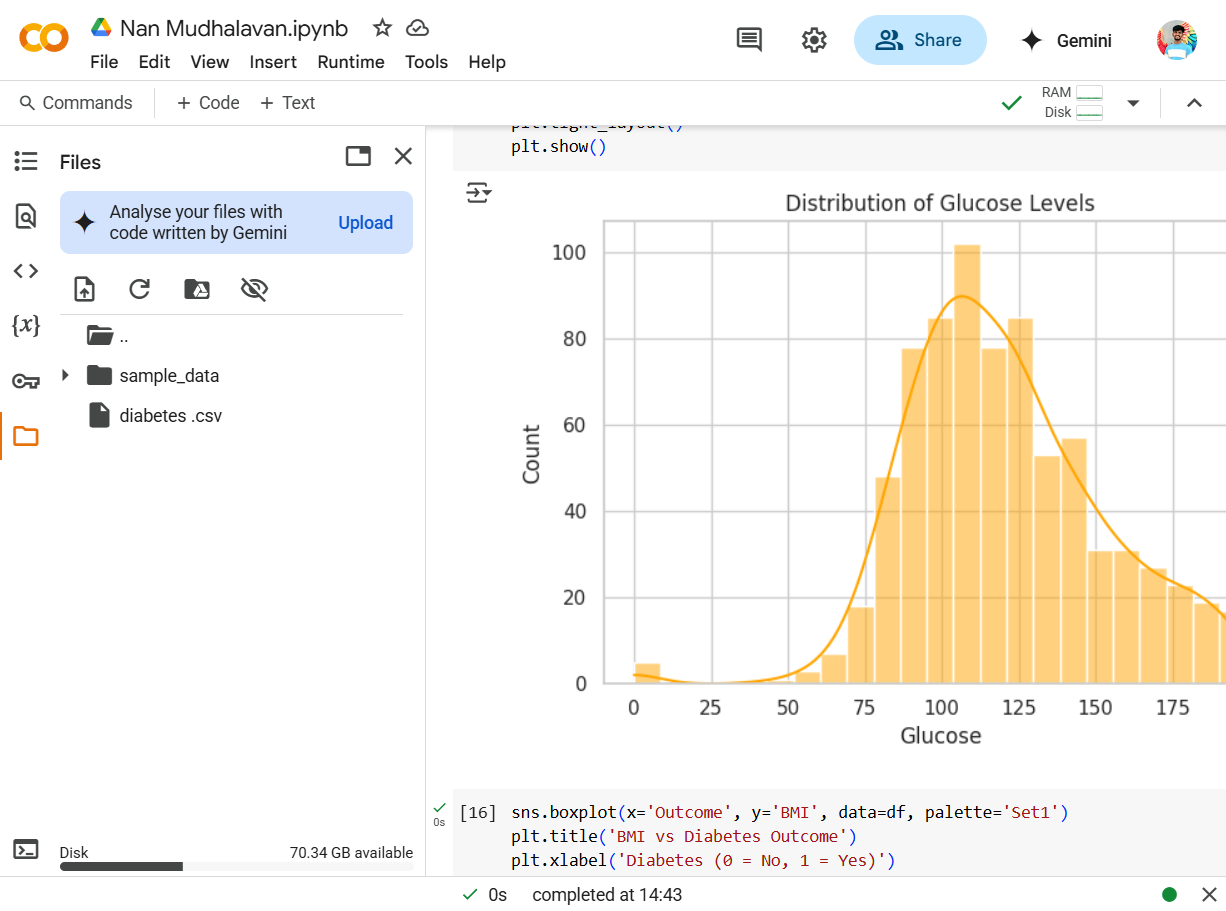 Nan Mudhalavan.ipynb
File Edit View Insert Runtime Tools Help
Share
Gemini
Commands
+ Code + Text
RAM
Disk
Files
Analyse your files with
code written by Gemini
Upload
{x}
..
sample_data
diabetes .csv
Disk 70.34 GB available
plt.tight_layout()
plt.show()
Distribution of Glucose Levels
100
80
60
40
20
0
Count
0 25 50 75 100 125 150 175
Glucose
0s
[16] sns.boxplot(x='Outcome', y='BMI', data=df, palette='Set1')
plt.title('BMI vs Diabetes Outcome')
plt.xlabel('Diabetes (0 = No, 1 = Yes)')
0s completed at 14:43